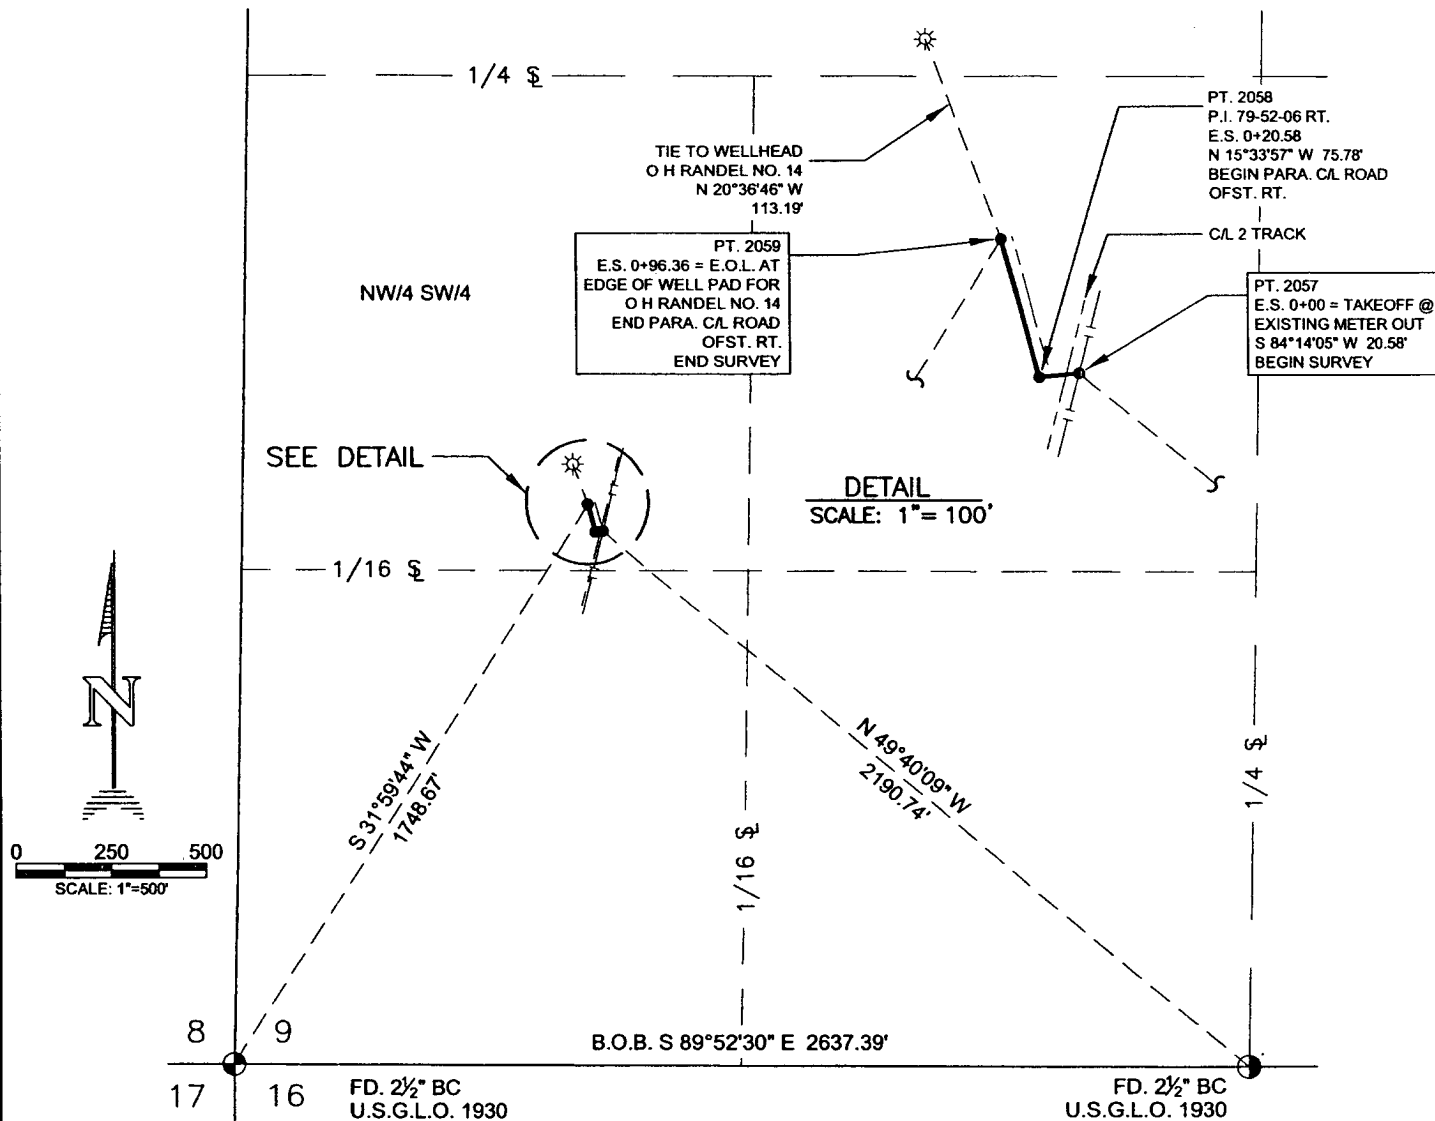 1/4 SL
PT. 2058
P.I. 79-52-06 RT.
E.S. 0+20.58
N 15°33'57" W 75.78'
BEGIN PARA. C/L ROAD
OFST. RT.
TIE TO WELLHEAD
O H RANDEL NO. 14
N 20°36'46" W
113.19'
C/L 2 TRACK
PT. 2059
E.S. 0+96.36 = E.O.L. AT
EDGE OF WELL PAD FOR
O H RANDEL NO. 14
END PARA. C/L ROAD
OFST. RT.
END SURVEY
PT. 2057
E.S. 0+00 = TAKEOFF @
EXISTING METER OUT
S 84°14'05" W 20.58'
BEGIN SURVEY
NW/4 SW/4
SEE DETAIL
DETAIL
SCALE: 1"= 100'
1/16 SL
N
S 31°59'44" W
1748.67'
N 49°40'09" W
2190.74'
1/4 SL
1/16 SL
0 250 500
SCALE: 1"=500'
8 9
B.O.B. S 89°52'30" E 2637.39'
17 16
FD. 2½" BC
U.S.G.L.O. 1930
FD. 2½" BC
U.S.G.L.O. 1930